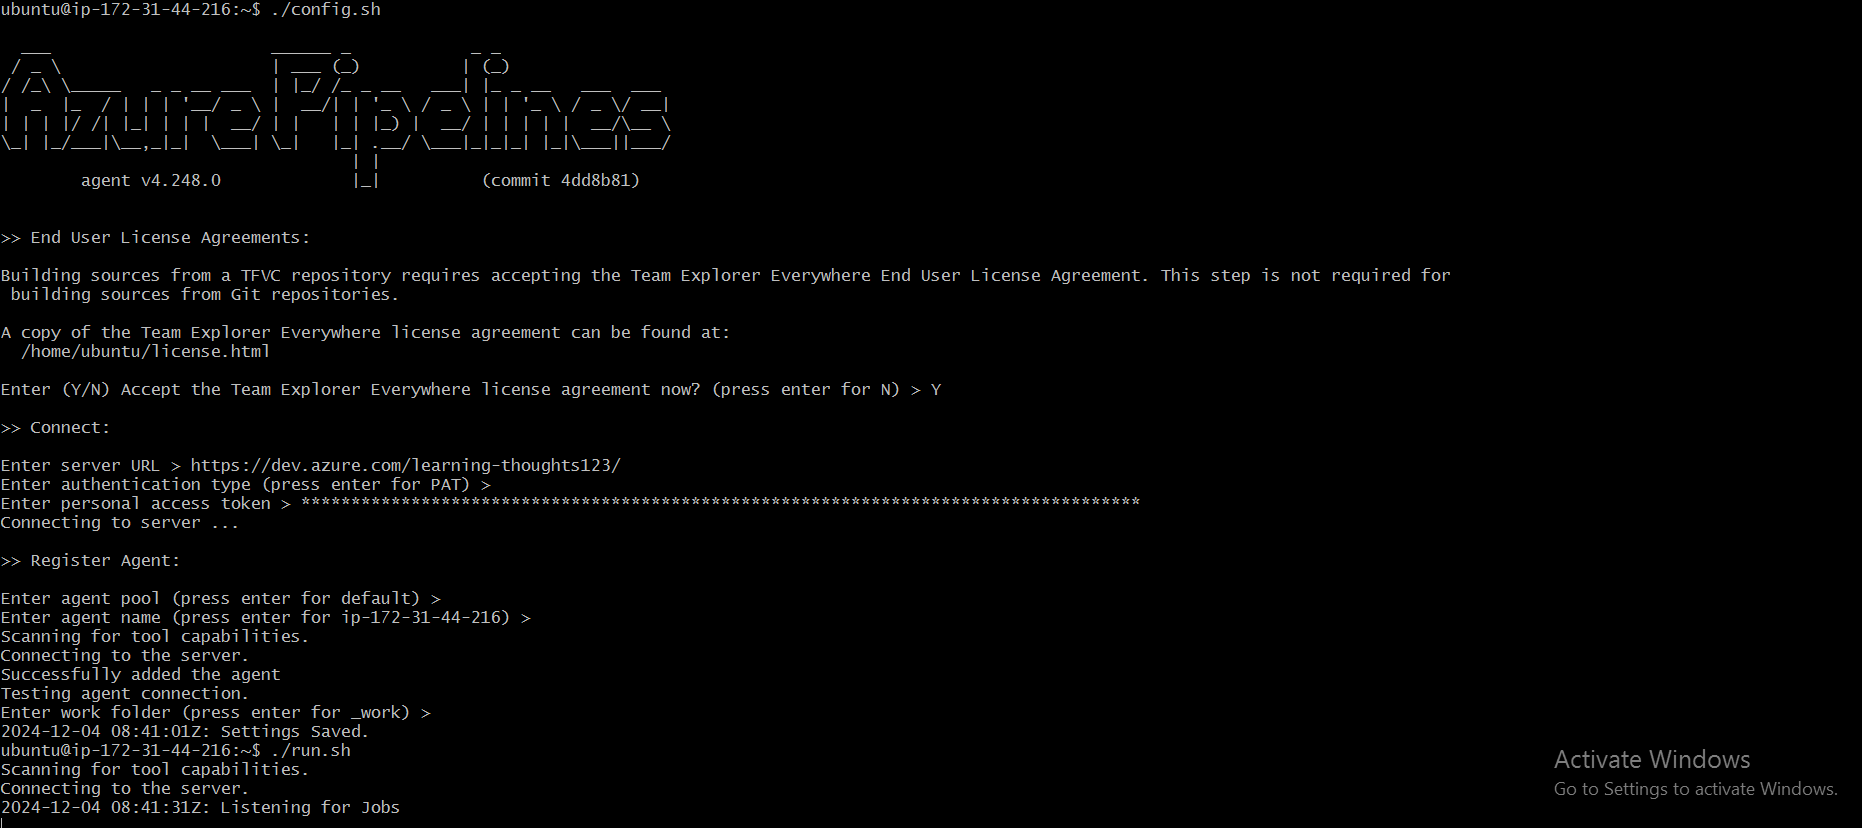 ubuntu@ip-172-31-44-216:~$ ./config.sh
AzurePipelines
agent v4.248.0 (commit 4dd8b81)
>> End User License Agreements:
Building sources from a TFVC repository requires accepting the Team Explorer Everywhere End User License Agreement. This step is not required for
building sources from Git repositories.
A copy of the Team Explorer Everywhere license agreement can be found at:
/home/ubuntu/license.html
Enter (Y/N) Accept the Team Explorer Everywhere license agreement now? (press enter for N) > Y
>> Connect:
Enter server URL > https://dev.azure.com/learning-thoughts123/
Enter authentication type (press enter for PAT) >
Enter personal access token > ************************************************************************************
Connecting to server ...
>> Register Agent:
Enter agent pool (press enter for default) >
Enter agent name (press enter for ip-172-31-44-216) >
Scanning for tool capabilities.
Connecting to the server.
Successfully added the agent
Testing agent connection.
Enter work folder (press enter for _work) >
2024-12-04 08:41:01Z: Settings Saved.
ubuntu@ip-172-31-44-216:~$ ./run.sh
Scanning for tool capabilities.
Connecting to the server.
2024-12-04 08:41:31Z: Listening for Jobs
Activate Windows
Go to Settings to activate Windows.